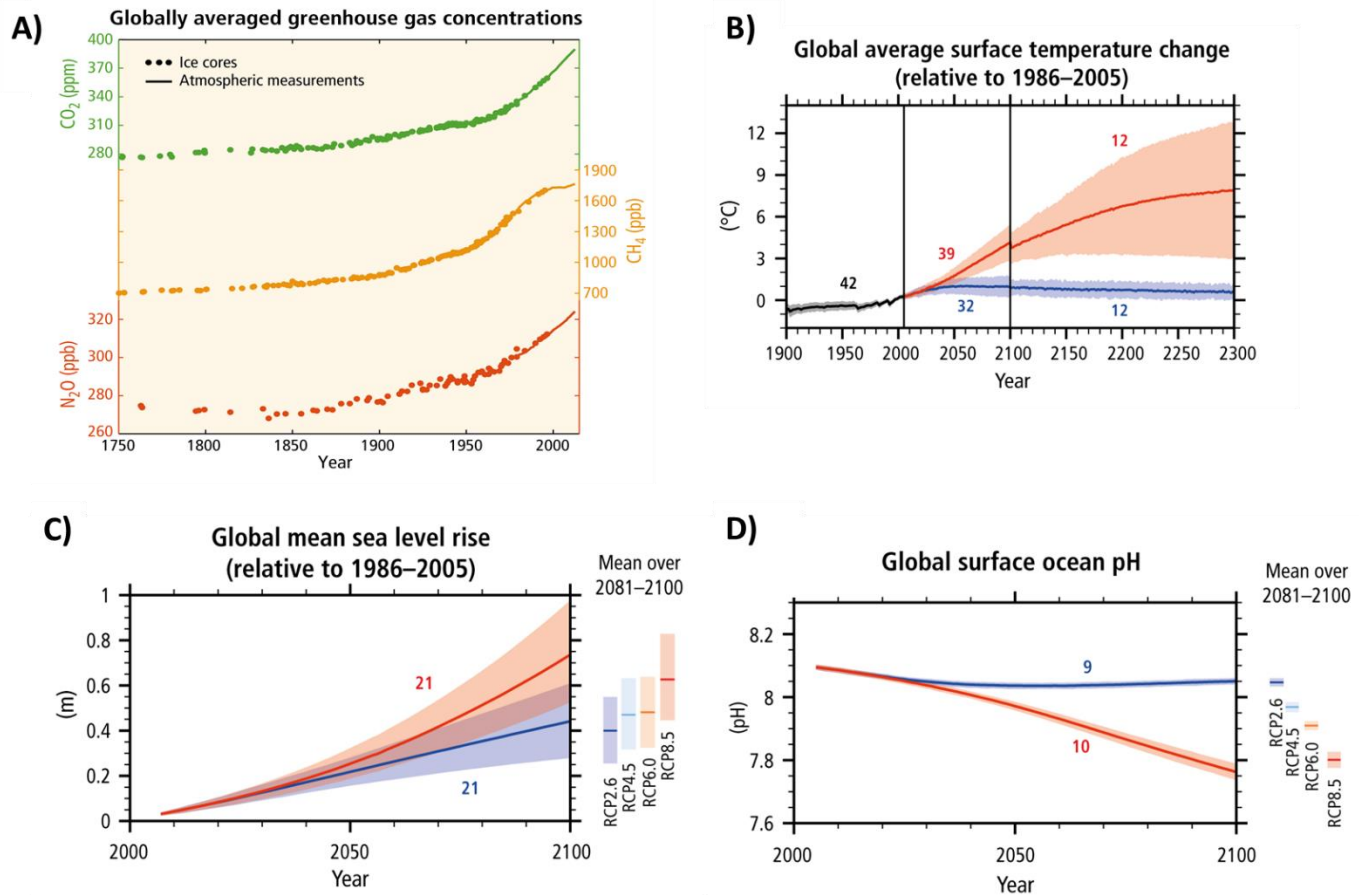 A)
Globally averaged greenhouse gas concentrations
Ice cores
Atmospheric measurements
CO₂ (ppm)
400
370
340
310
280
CH₄ (ppb)
1900
1600
1300
1000
700
N₂O (ppb)
320
300
280
260
1750 1800 1850 1900 1950 2000
Year
B)
Global average surface temperature change
(relative to 1986–2005)
(°C)
12
9
6
3
0
42
39
32
12
12
1900 1950 2000 2050 2100 2150 2200 2250 2300
Year
C)
Global mean sea level rise
(relative to 1986–2005)
Mean over
2081–2100
(m)
1
0.8
0.6
0.4
0.2
0
21
21
RCP2.6
RCP4.5
RCP6.0
RCP8.5
2000 2050 2100
Year
D)
Global surface ocean pH
Mean over
2081–2100
(pH)
8.2
8
7.8
7.6
9
10
RCP2.6
RCP4.5
RCP6.0
RCP8.5
2000 2050 2100
Year